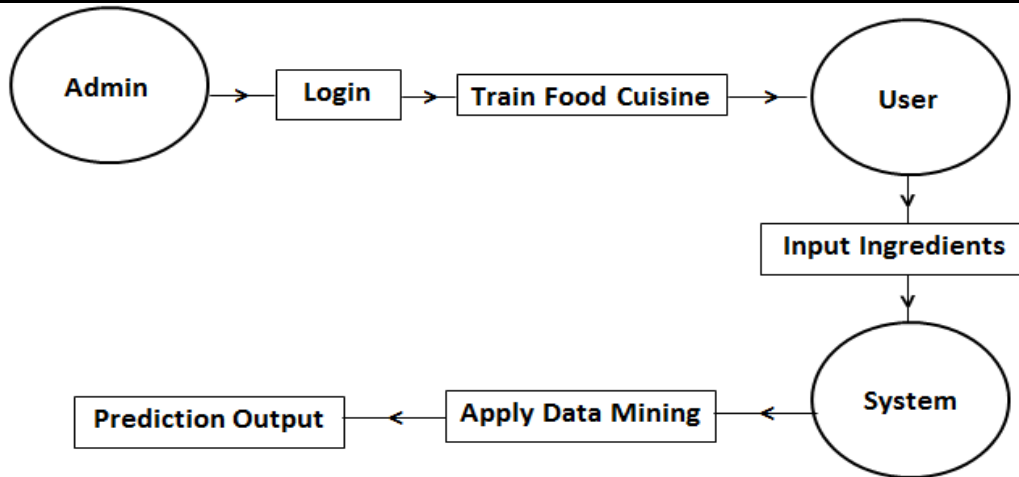 Admin
Login
Train Food Cuisine
User
Input Ingredients
System
Apply Data Mining
Prediction Output